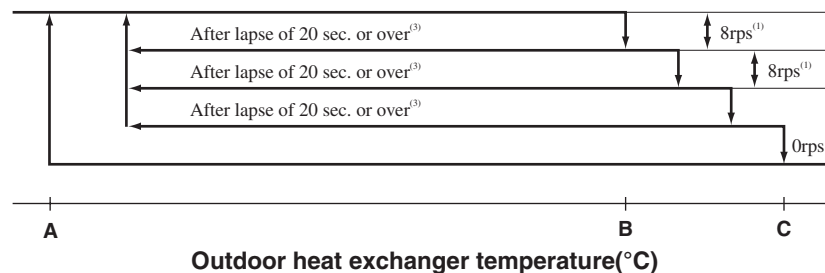 After lapse of 20 sec. or over(3)
8rps(1)
After lapse of 20 sec. or over(3)
8rps(1)
After lapse of 20 sec. or over(3)
0rps
A B C
Outdoor heat exchanger temperature(°C)